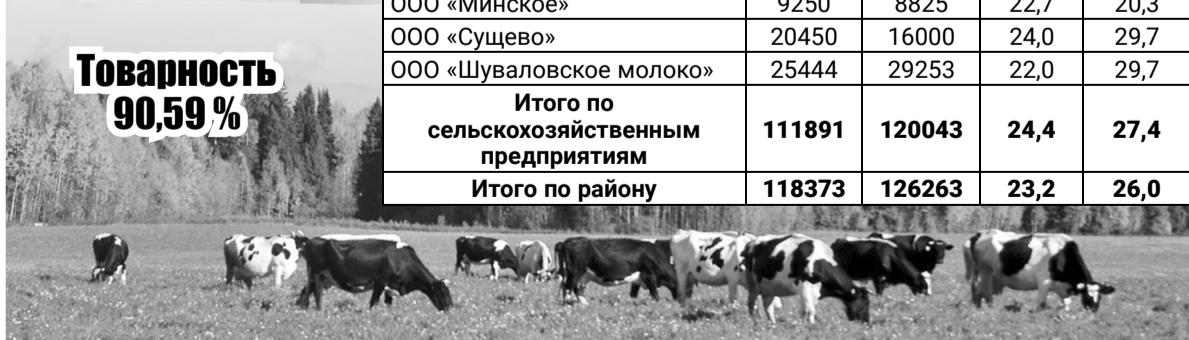 ООО «Минское» 9250 8825 22,7 20,3
ООО «Сущево» 20450 16000 24,0 29,7
ООО «Шуваловское молоко» 25444 29253 22,0 29,7
Товарность
90,59 %
Итого по
сельскохозяйственным 111891 120043 24,4 27,4
предприятиям
Итого по району 118373 126263 23,2 26,0